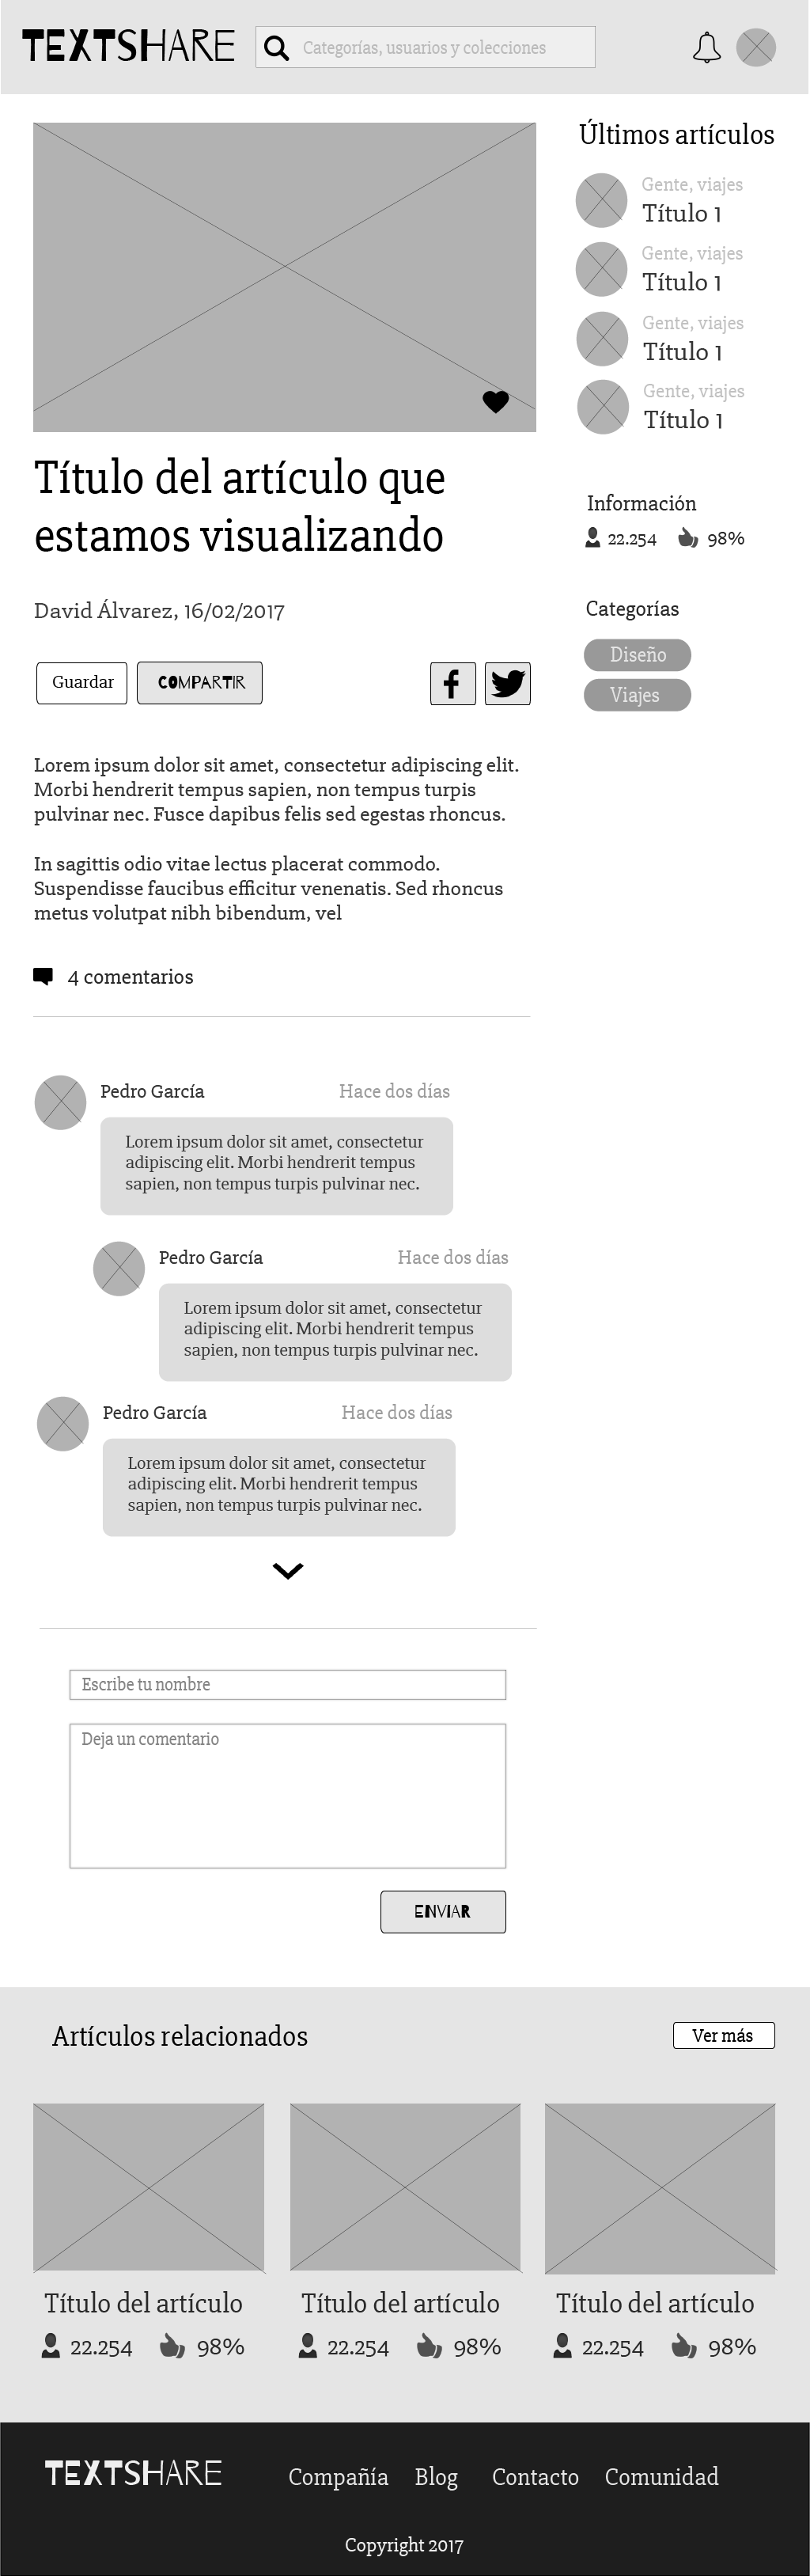 TEXTSHARE
Categorías, usuarios y colecciones
Título del artículo que
estamos visualizando
David Álvarez, 16/02/2017
Guardar
COMPARTIR
Lorem ipsum dolor sit amet, consectetur adipiscing elit.
Morbi hendrerit tempus sapien, non tempus turpis
pulvinar nec. Fusce dapibus felis sed egestas rhoncus.
In sagittis odio vitae lectus placerat commodo.
Suspendisse faucibus efficitur venenatis. Sed rhoncus
metus volutpat nibh bibendum, vel
4 comentarios
Pedro García Hace dos días
Lorem ipsum dolor sit amet, consectetur
adipiscing elit. Morbi hendrerit tempus
sapien, non tempus turpis pulvinar nec.
Pedro García Hace dos días
Lorem ipsum dolor sit amet, consectetur
adipiscing elit. Morbi hendrerit tempus
sapien, non tempus turpis pulvinar nec.
Pedro García Hace dos días
Lorem ipsum dolor sit amet, consectetur
adipiscing elit. Morbi hendrerit tempus
sapien, non tempus turpis pulvinar nec.
Escribe tu nombre
Deja un comentario
ENVIAR
Últimos artículos
Gente, viajes
Título 1
Gente, viajes
Título 1
Gente, viajes
Título 1
Gente, viajes
Título 1
Información
22.254 98%
Categorías
Diseño
Viajes
Artículos relacionados
Ver más
Título del artículo
22.254 98%
Título del artículo
22.254 98%
Título del artículo
22.254 98%
TEXTSHARE
Compañía Blog Contacto Comunidad
Copyright 2017